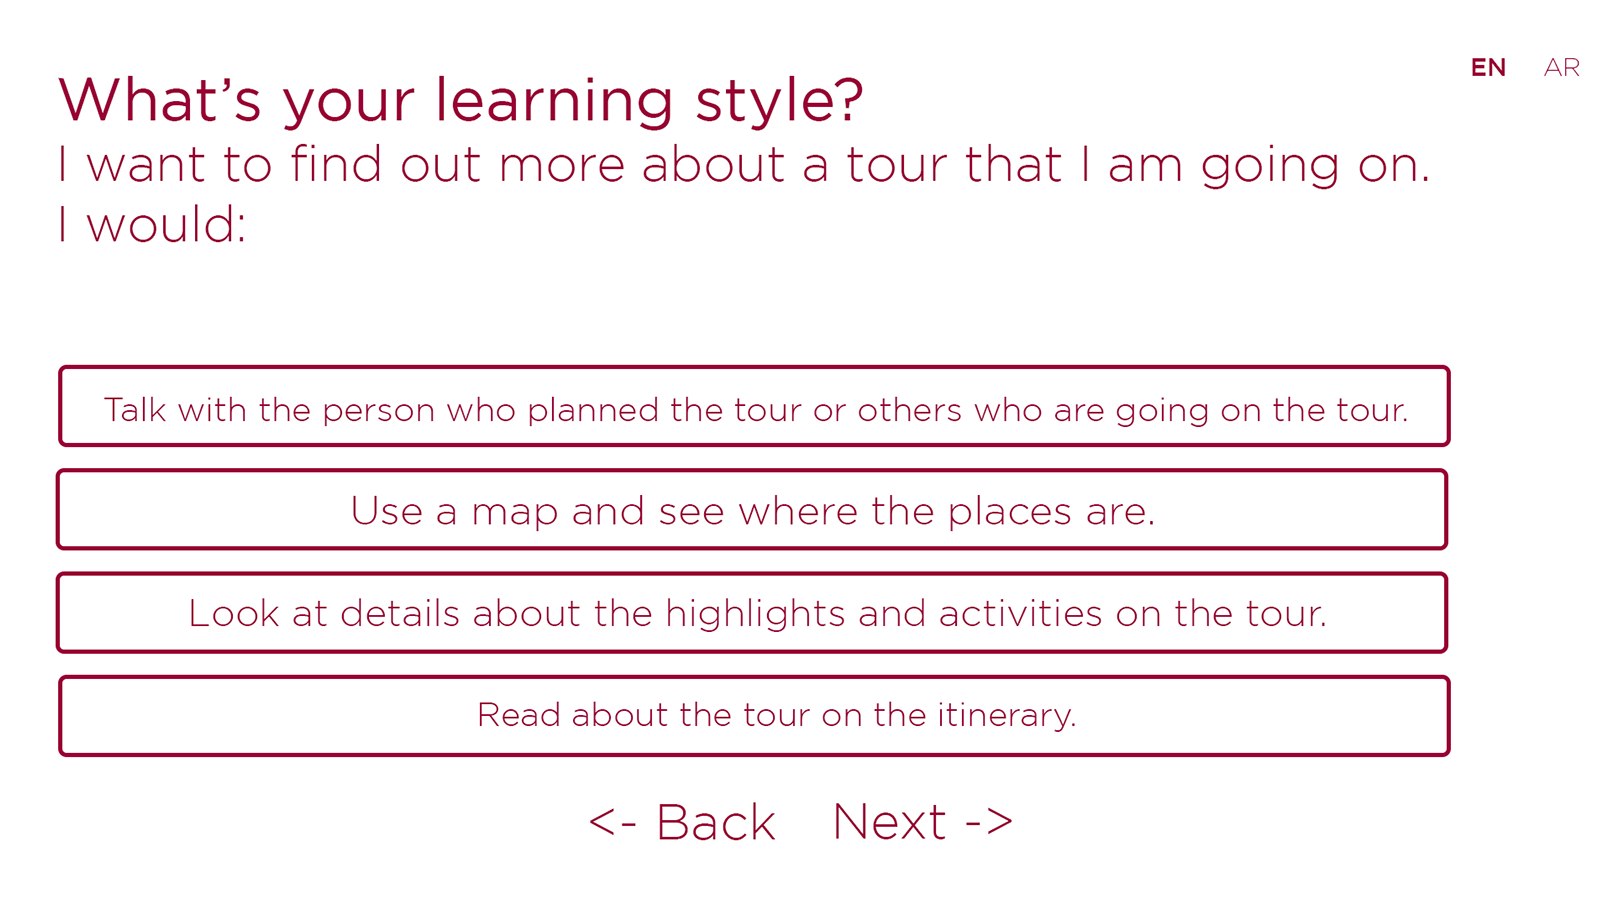 EN AR
What’s your learning style?
I want to find out more about a tour that I am going on.
I would:
Talk with the person who planned the tour or others who are going on the tour.
Use a map and see where the places are.
Look at details about the highlights and activities on the tour.
Read about the tour on the itinerary.
<- Back Next ->